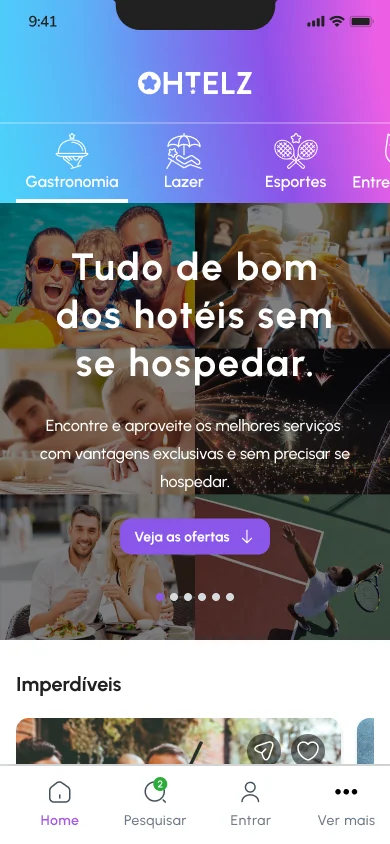 9:41
OHTELZ
Gastronomia
Lazer
Esportes
Entre
Tudo de bom
dos hotéis sem
se hospedar.
Encontre e aproveite os melhores serviços
com vantagens exclusivas e sem precisar se
hospedar.
Veja as ofertas
Imperdíveis
2
Home
Pesquisar
Entrar
Ver mais